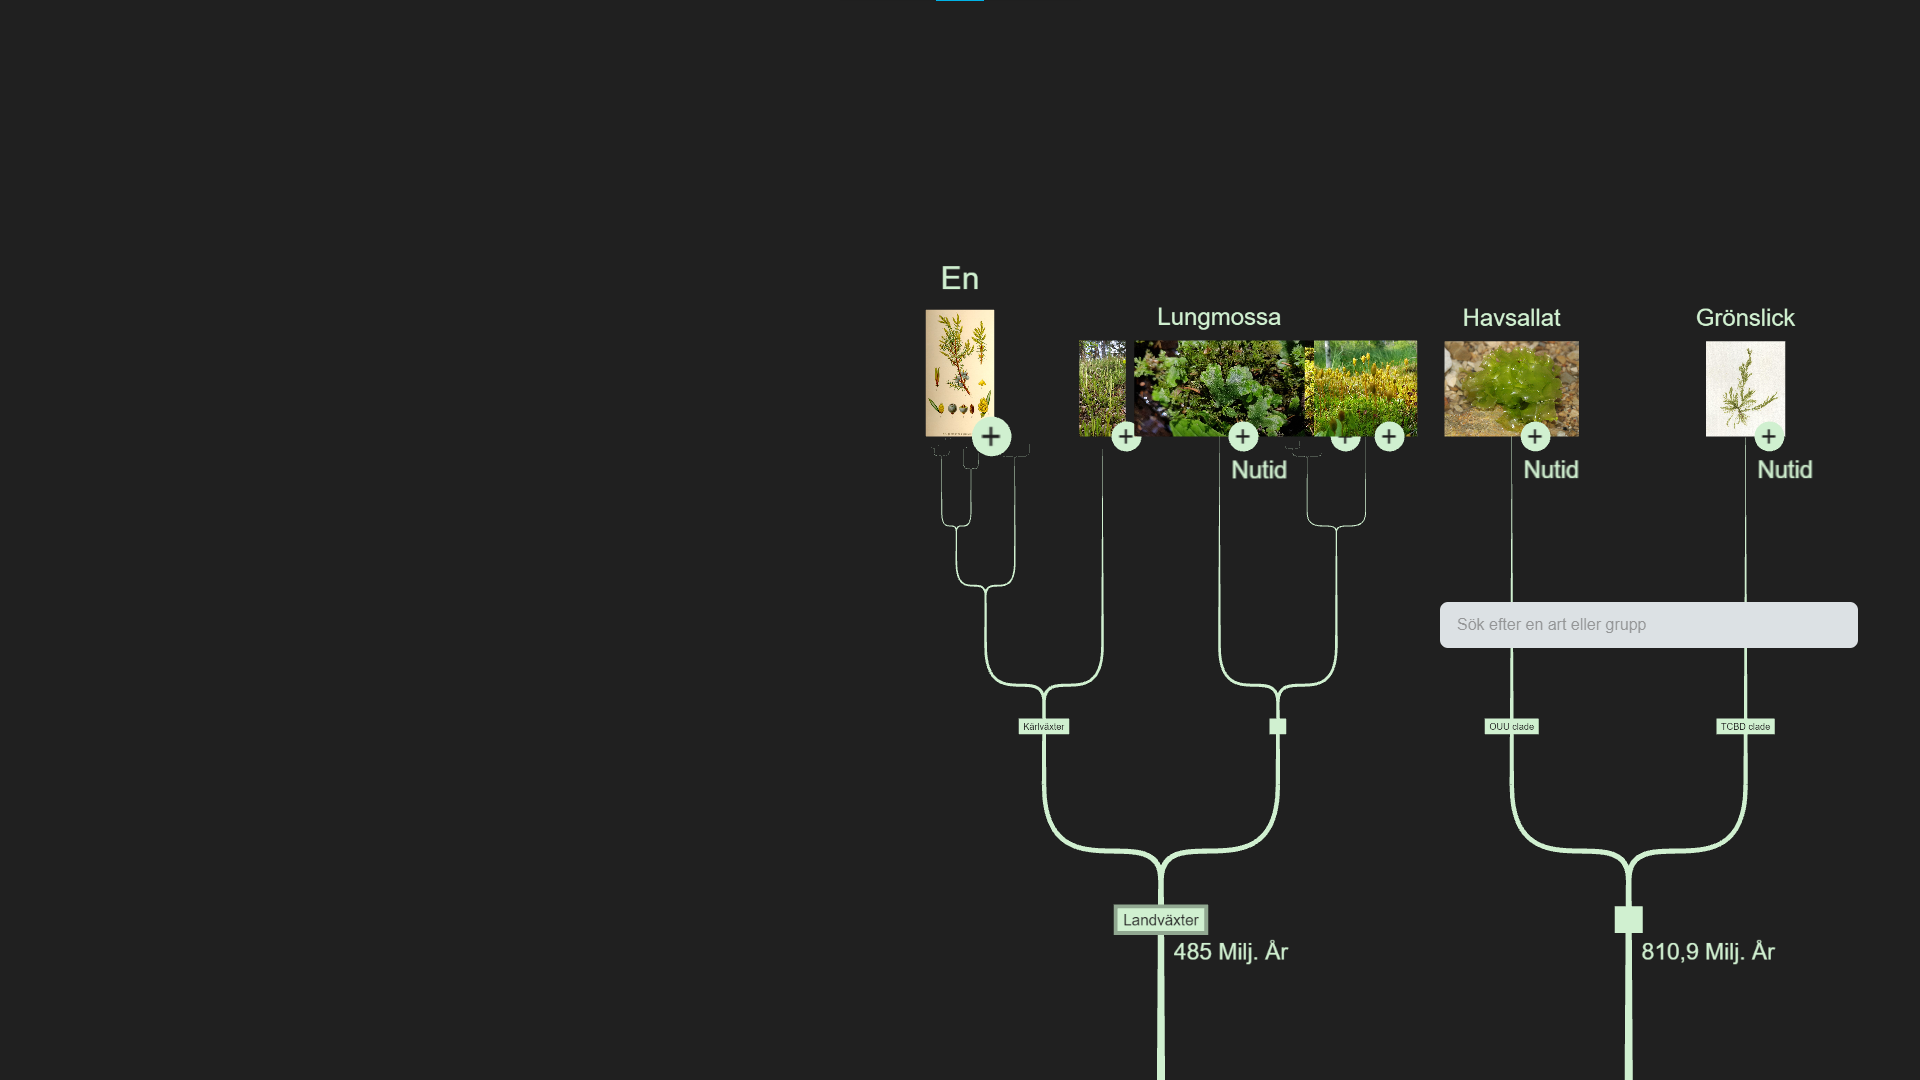 En
Lungmossa
Havsallat
Grönslick
Nutid
Nutid
Nutid
Sök efter en art eller grupp
Kärlväxter
OUU clade
TCBD clade
Landväxter
485 Milj. År
810,9 Milj. År